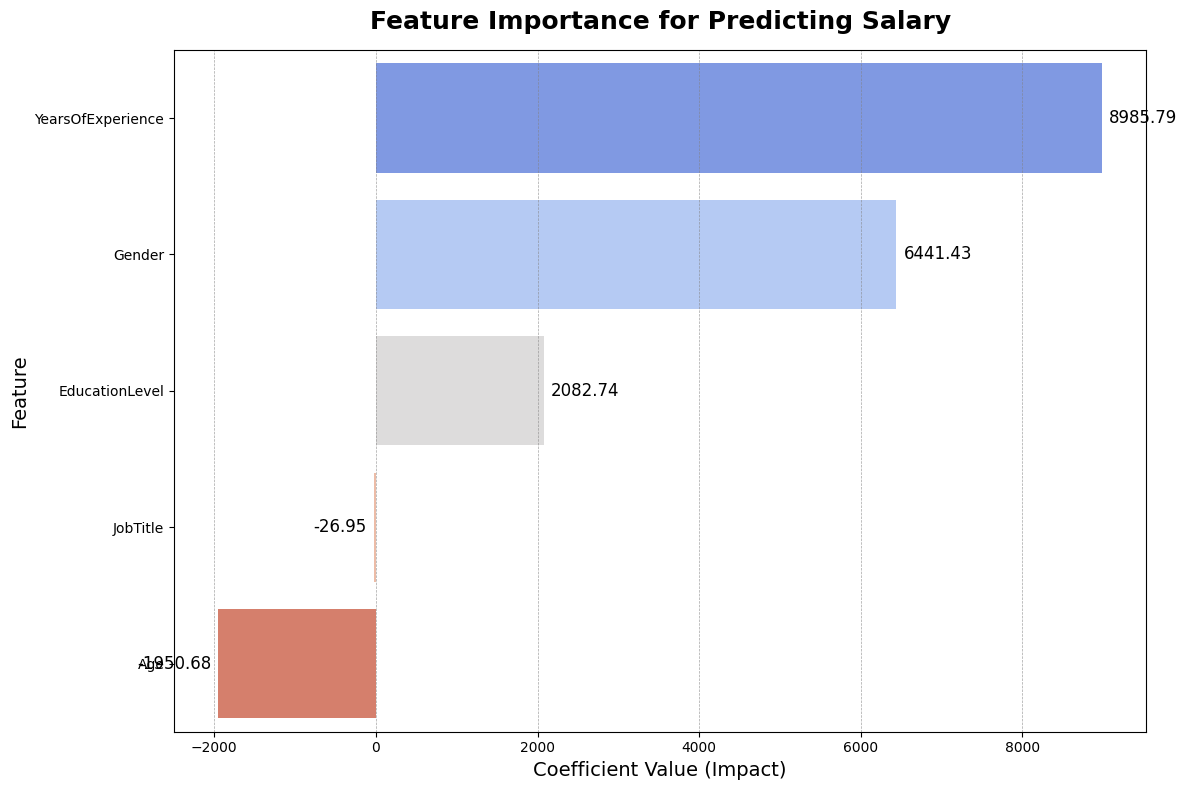 Feature Importance for Predicting Salary
YearsOfExperience
8985.79
Gender
6441.43
EducationLevel
2082.74
JobTitle
-26.95
Age
-1950.68
Feature
−2000
0
2000
4000
6000
8000
Coefficient Value (Impact)